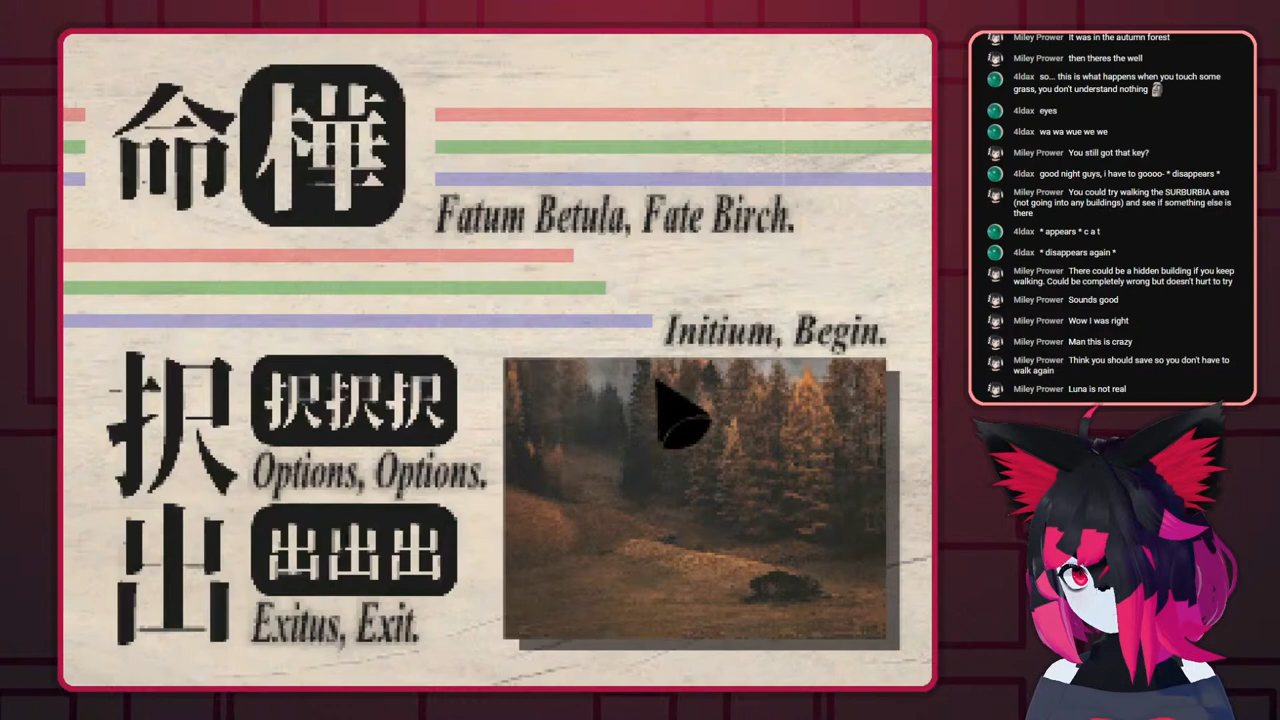 命樺
Fatum Betula, Fate Birch.
Initium, Begin.
択
択択択
Options, Options.
出
出出出
Exitus, Exit.
Miley Prower It was in the autumn forest
Miley Prower then theres the well
4ldax so... this is what happens when you touch some
grass, you don't understand nothing
4ldax eyes
4ldax wa wa wue we we
Miley Prower You still got that key?
4ldax good night guys, i have to goooo- * disappears *
Miley Prower You could try walking the SURBURBIA area
(not going into any buildings) and see if something else is
there
4ldax * appears * c a t
4ldax * disappears again *
Miley Prower There could be a hidden building if you keep
walking. Could be completely wrong but doesn't hurt to try
Miley Prower Sounds good
Miley Prower Wow I was right
Miley Prower Man this is crazy
Miley Prower Think you should save so you don't have to
walk again
Miley Prower Luna is not real